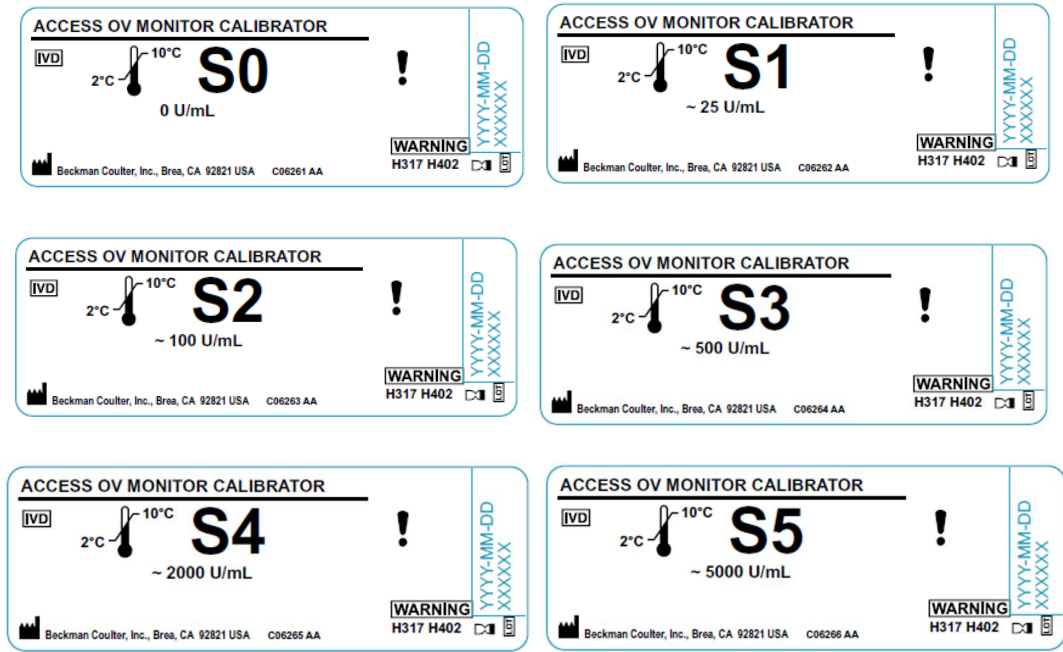 ACCESS OV MONITOR CALIBRATOR
IVD
10°C
2°C
S0
!
0 U/mL
WARNING
H317 H402
Beckman Coulter, Inc., Brea, CA 92821 USA C06261 AA
LOT
YYYY-MM-DD
XXXXXX
ACCESS OV MONITOR CALIBRATOR
IVD
10°C
2°C
S1
!
~ 25 U/mL
WARNING
H317 H402
Beckman Coulter, Inc., Brea, CA 92821 USA C06262 AA
LOT
YYYY-MM-DD
XXXXXX
ACCESS OV MONITOR CALIBRATOR
IVD
10°C
2°C
S2
!
~ 100 U/mL
WARNING
H317 H402
Beckman Coulter, Inc., Brea, CA 92821 USA C06263 AA
LOT
YYYY-MM-DD
XXXXXX
ACCESS OV MONITOR CALIBRATOR
IVD
10°C
2°C
S3
!
~ 500 U/mL
WARNING
H317 H402
Beckman Coulter, Inc., Brea, CA 92821 USA C06264 AA
LOT
YYYY-MM-DD
XXXXXX
ACCESS OV MONITOR CALIBRATOR
IVD
10°C
2°C
S4
!
~ 2000 U/mL
WARNING
H317 H402
Beckman Coulter, Inc., Brea, CA 92821 USA C06265 AA
LOT
YYYY-MM-DD
XXXXXX
ACCESS OV MONITOR CALIBRATOR
IVD
10°C
2°C
S5
!
~ 5000 U/mL
WARNING
H317 H402
Beckman Coulter, Inc., Brea, CA 92821 USA C06266 AA
LOT
YYYY-MM-DD
XXXXXX